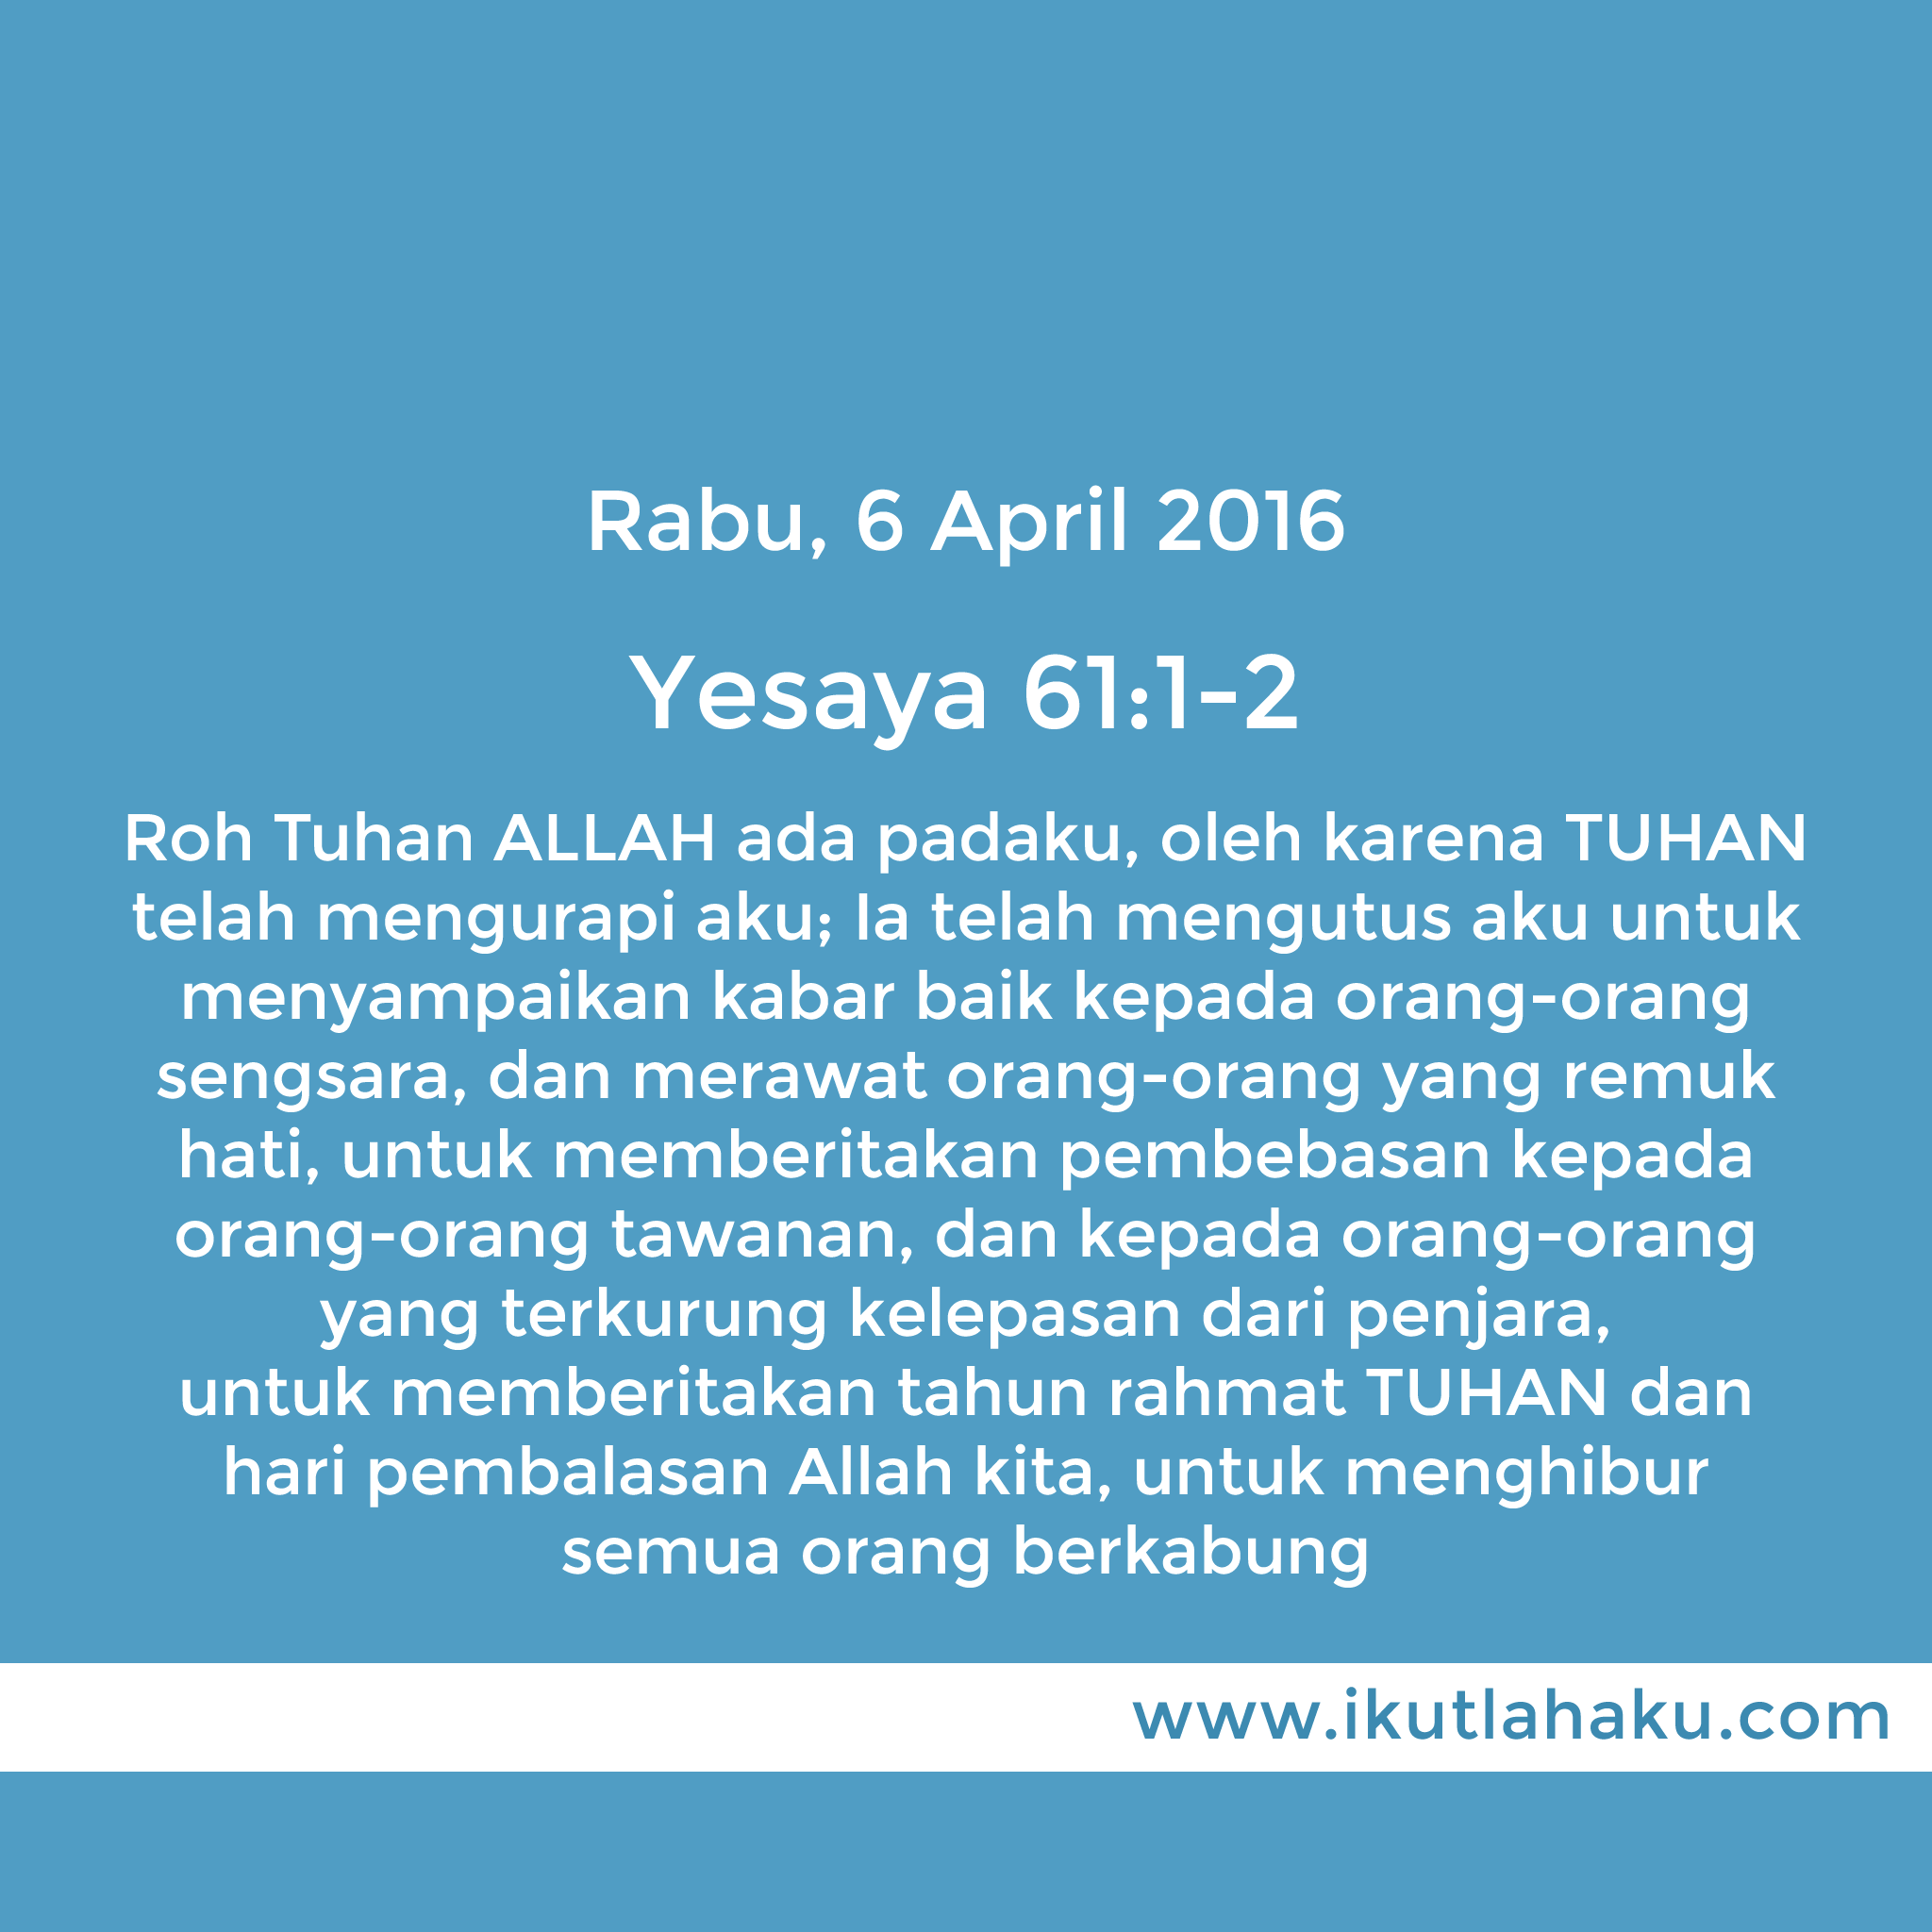 Rabu, 6 April 2016
Yesaya 61:1-2
Roh Tuhan ALLAH ada padaku, oleh karena TUHAN
telah mengurapi aku; Ia telah mengutus aku untuk
menyampaikan kabar baik kepada orang-orang
sengsara, dan merawat orang-orang yang remuk
hati, untuk memberitakan pembebasan kepada
orang-orang tawanan, dan kepada orang-orang
yang terkurung kelepasan dari penjara,
untuk memberitakan tahun rahmat TUHAN dan
hari pembalasan Allah kita, untuk menghibur
semua orang berkabung
www.ikutlahaku.com